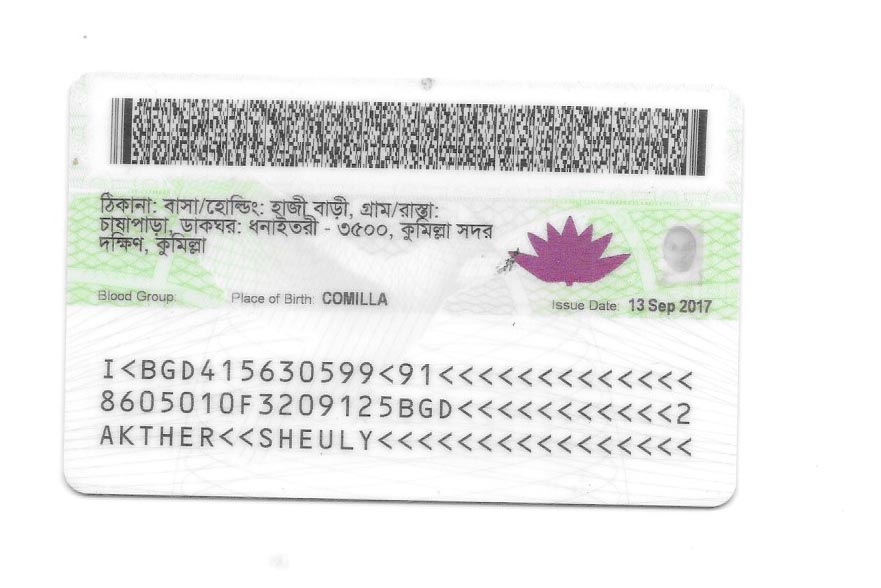 ঠিকানা: বাসা/হোল্ডিং: হাজী বাড়ী, গ্রাম/রাস্তা:
চাষাপাড়া, ডাকঘর: ধনাইতরী - ৩৫০০, কুমিল্লা সদর
দক্ষিণ, কুমিল্লা
Blood Group: Place of Birth: COMILLA Issue Date: 13 Sep 2017
I<BGD415630599<91<<<<<<<<<<<<<
8605010F3209125BGD<<<<<<<<<<<2
AKTHER<<SHEULY<<<<<<<<<<<<<<<<